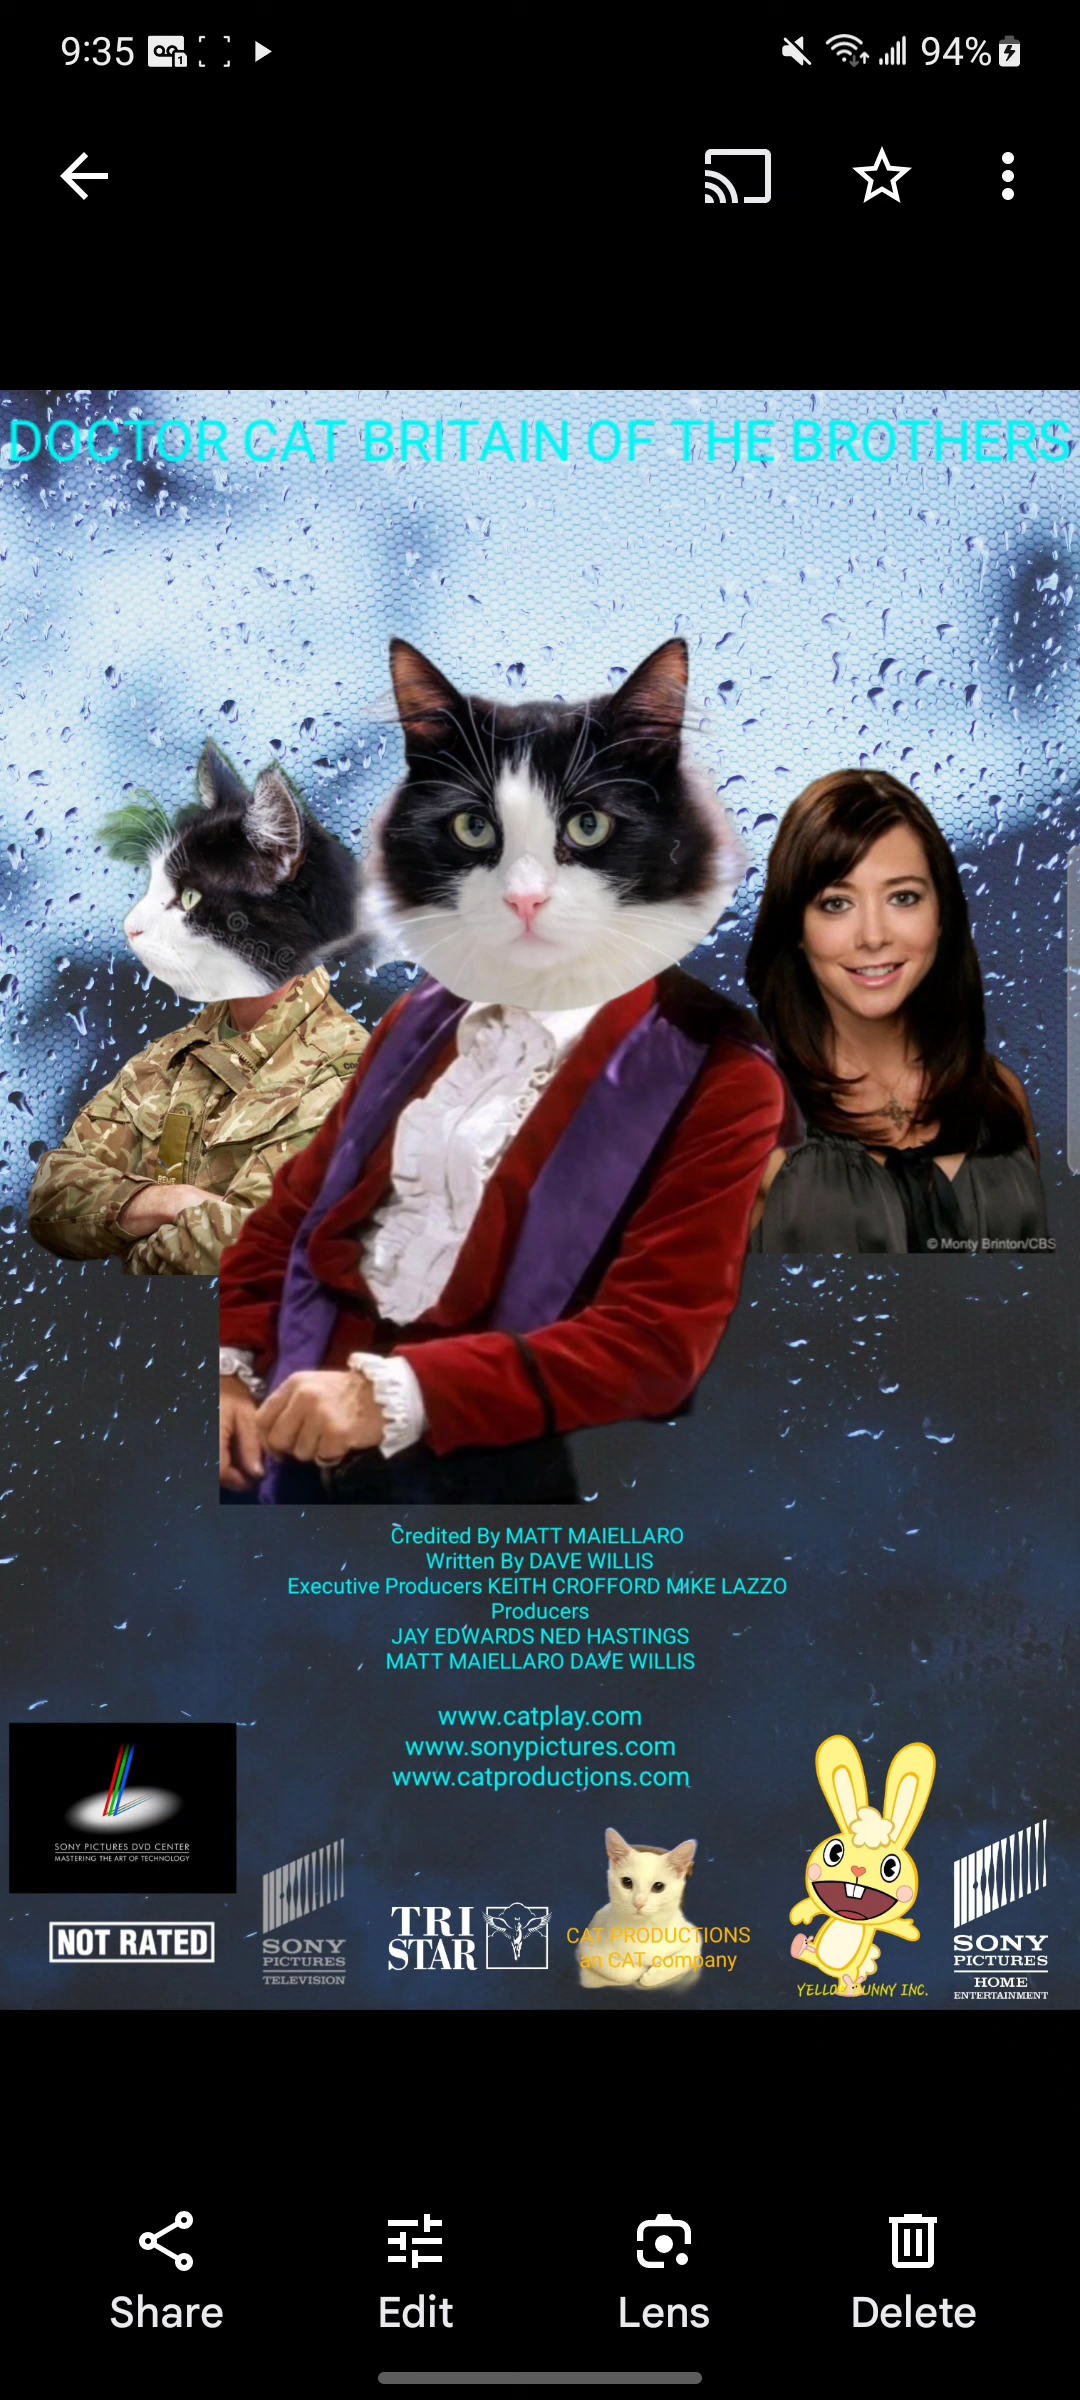 9:35
94%
DOCTOR CAT BRITAIN OF THE BROTHERS
© Monty Brinton/CBS
Credited By MATT MAIELLARO
Written By DAVE WILLIS
Executive Producers KEITH CROFFORD MIKE LAZZO
Producers
JAY EDWARDS NED HASTINGS
MATT MAIELLARO DAVE WILLIS
www.catplay.com
www.sonypictures.com
www.catproductions.com
SONY PICTURES DVD CENTER
MASTERING THE ART OF TECHNOLOGY
NOT RATED
SONY
PICTURES
TELEVISION
TRI
STAR
CAT PRODUCTIONS
an CAT company
YELLOW BUNNY INC.
SONY
PICTURES
HOME
ENTERTAINMENT
Share
Edit
Lens
Delete